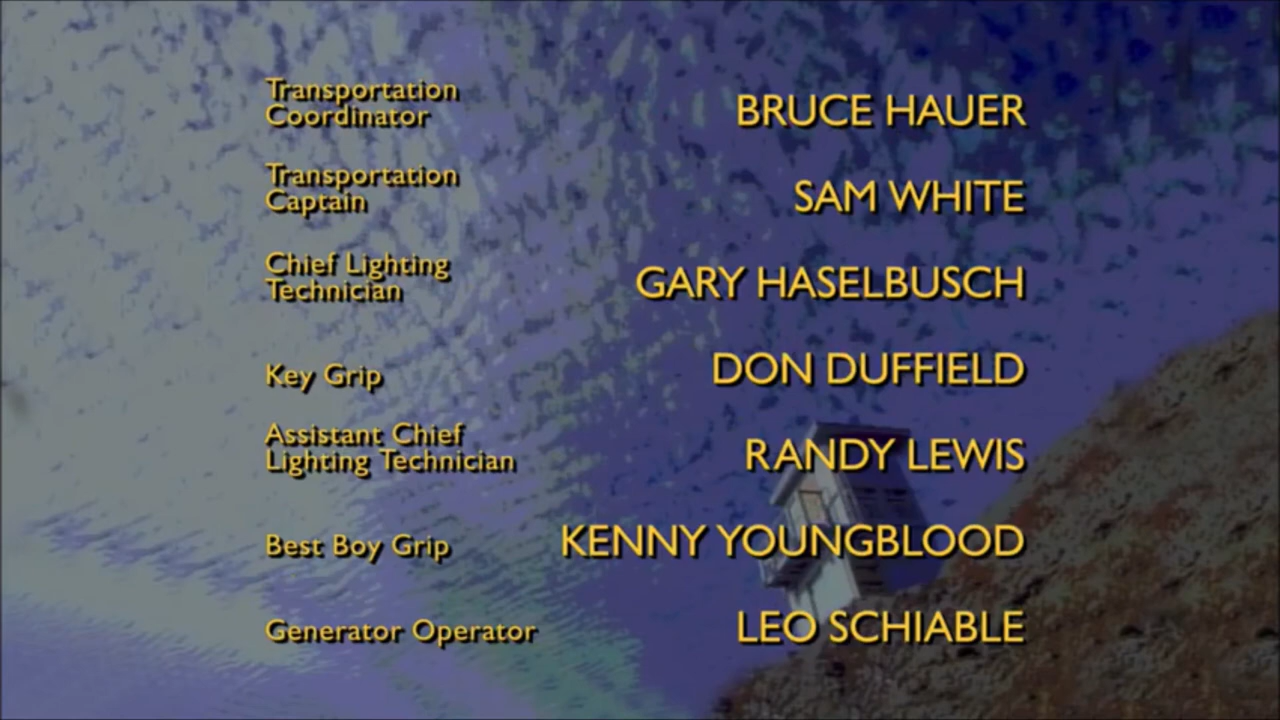 Transportation
Coordinator
BRUCE HAUER
Transportation
Captain
SAM WHITE
Chief Lighting
Technician
GARY HASELBUSCH
Key Grip
DON DUFFIELD
Assistant Chief
Lighting Technician
RANDY LEWIS
Best Boy Grip
KENNY YOUNGBLOOD
Generator Operator
LEO SCHIABLE